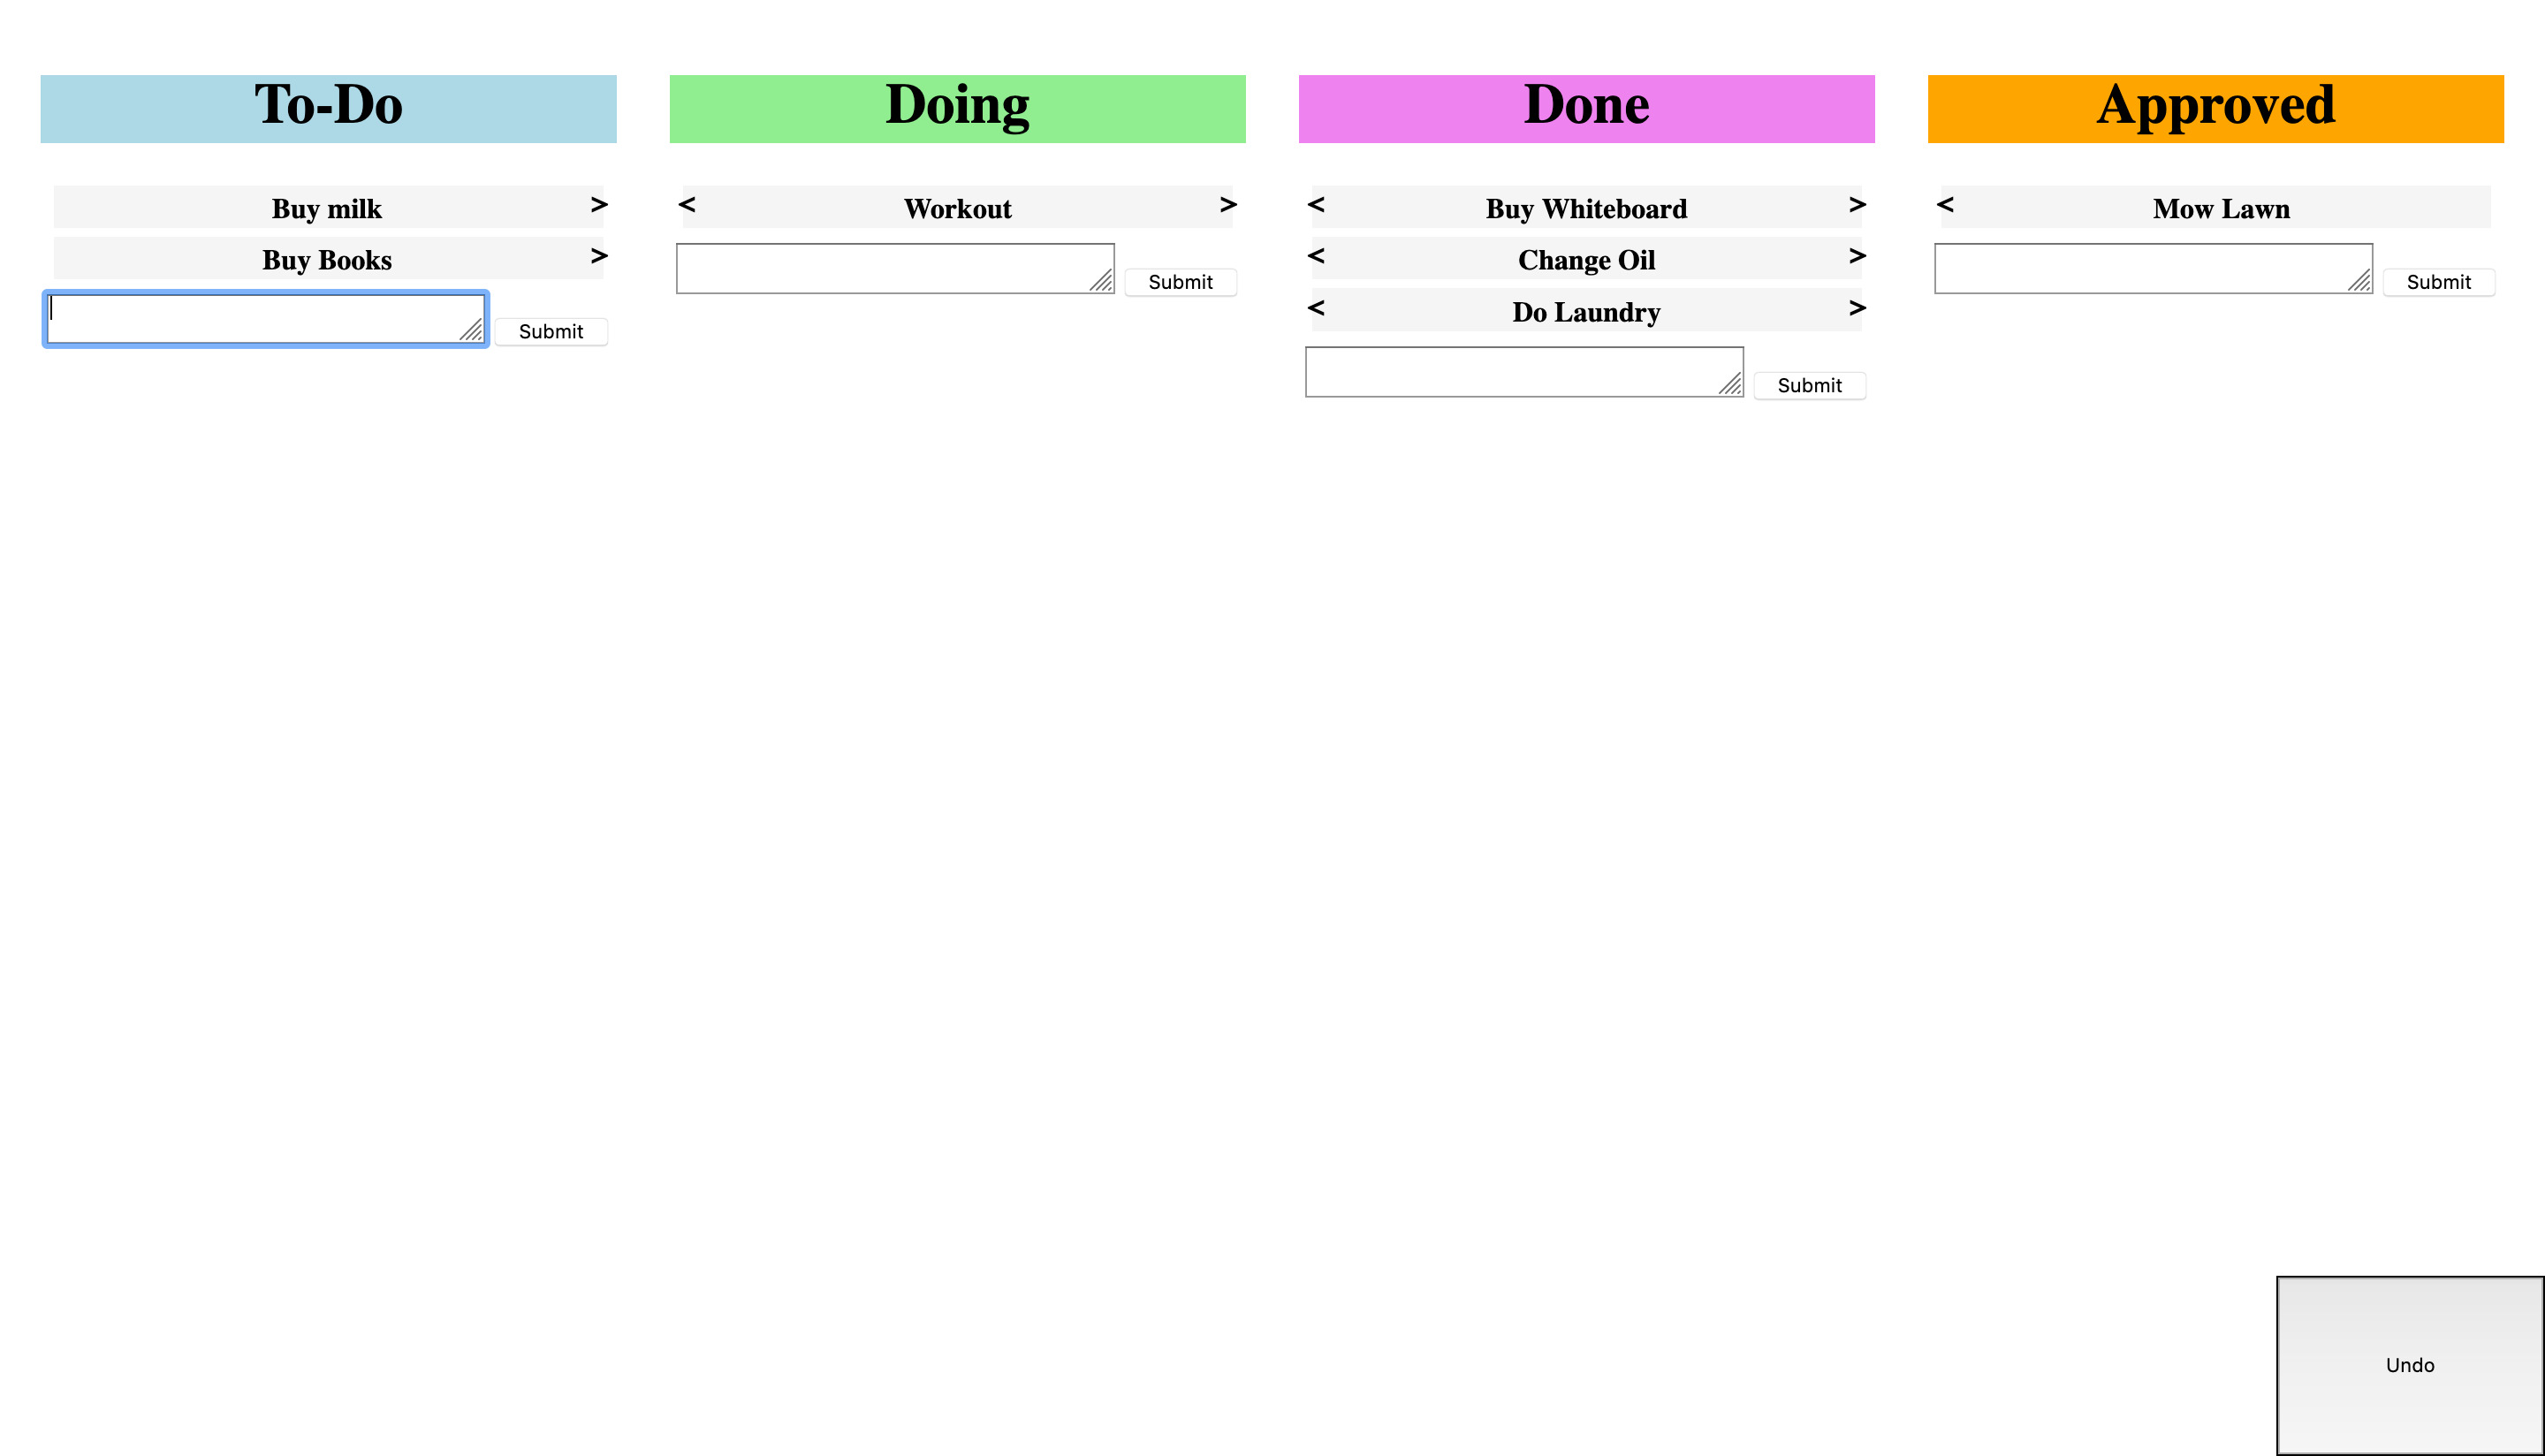 To-Do
Buy milk >
Buy Books >
Submit
Doing
< Workout >
Submit
Done
< Buy Whiteboard >
< Change Oil >
< Do Laundry >
Submit
Approved
< Mow Lawn
Submit
Undo